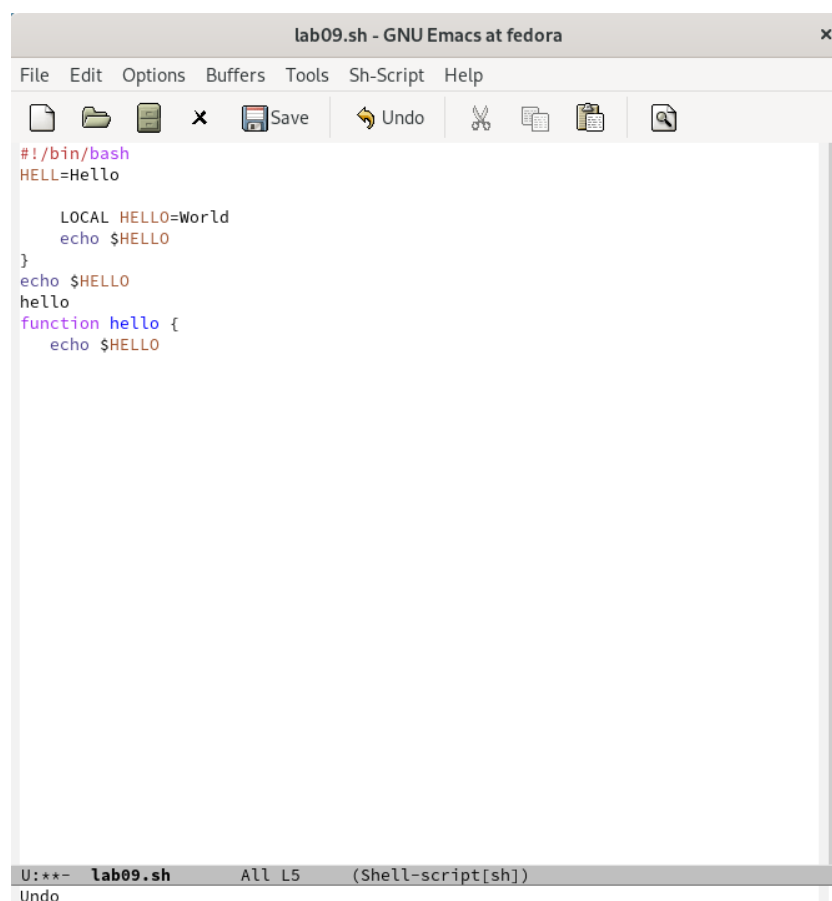 lab09.sh - GNU Emacs at fedora
File Edit Options Buffers Tools Sh-Script Help
Save Undo
#!/bin/bash
HELL=Hello
    LOCAL HELLO=World
    echo $HELLO
}
echo $HELLO
hello
function hello {
   echo $HELLO
U:**-  lab09.sh       All L5     (Shell-script[sh])
Undo